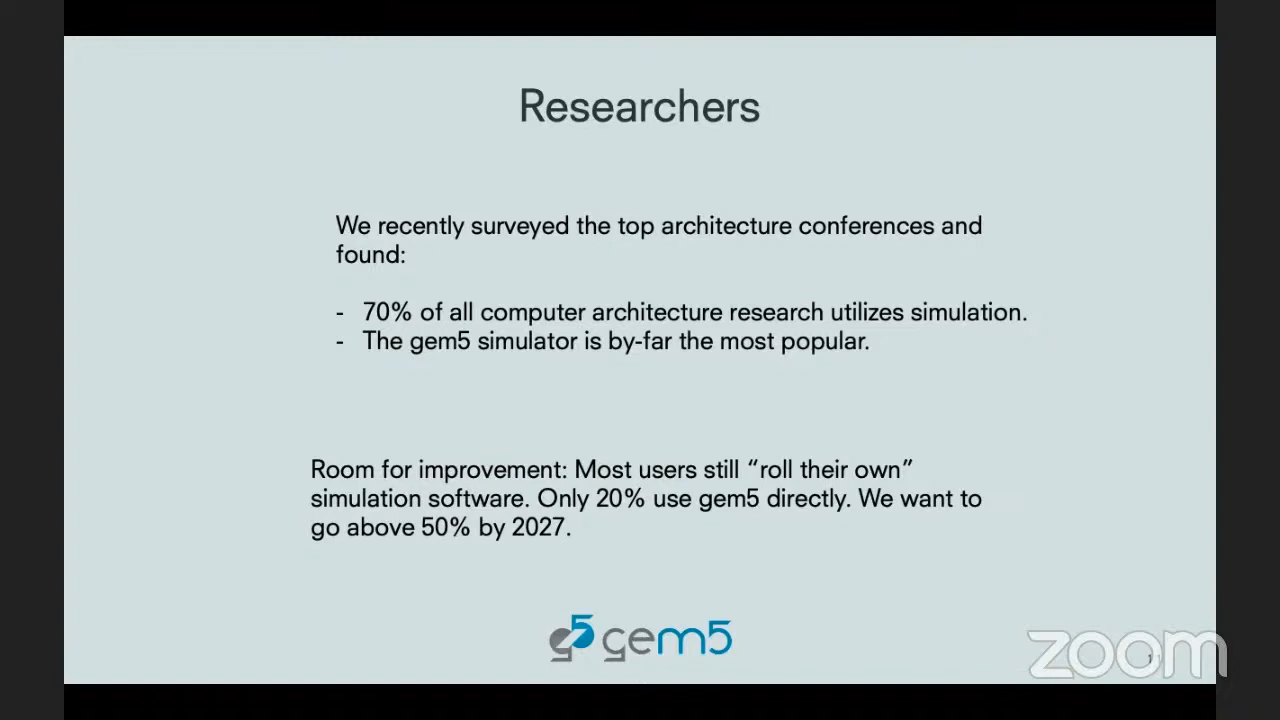 Researchers
We recently surveyed the top architecture conferences and
found:
- 70% of all computer architecture research utilizes simulation.
- The gem5 simulator is by-far the most popular.
Room for improvement: Most users still “roll their own”
simulation software. Only 20% use gem5 directly. We want to
go above 50% by 2027.
g5 gem5
zoom